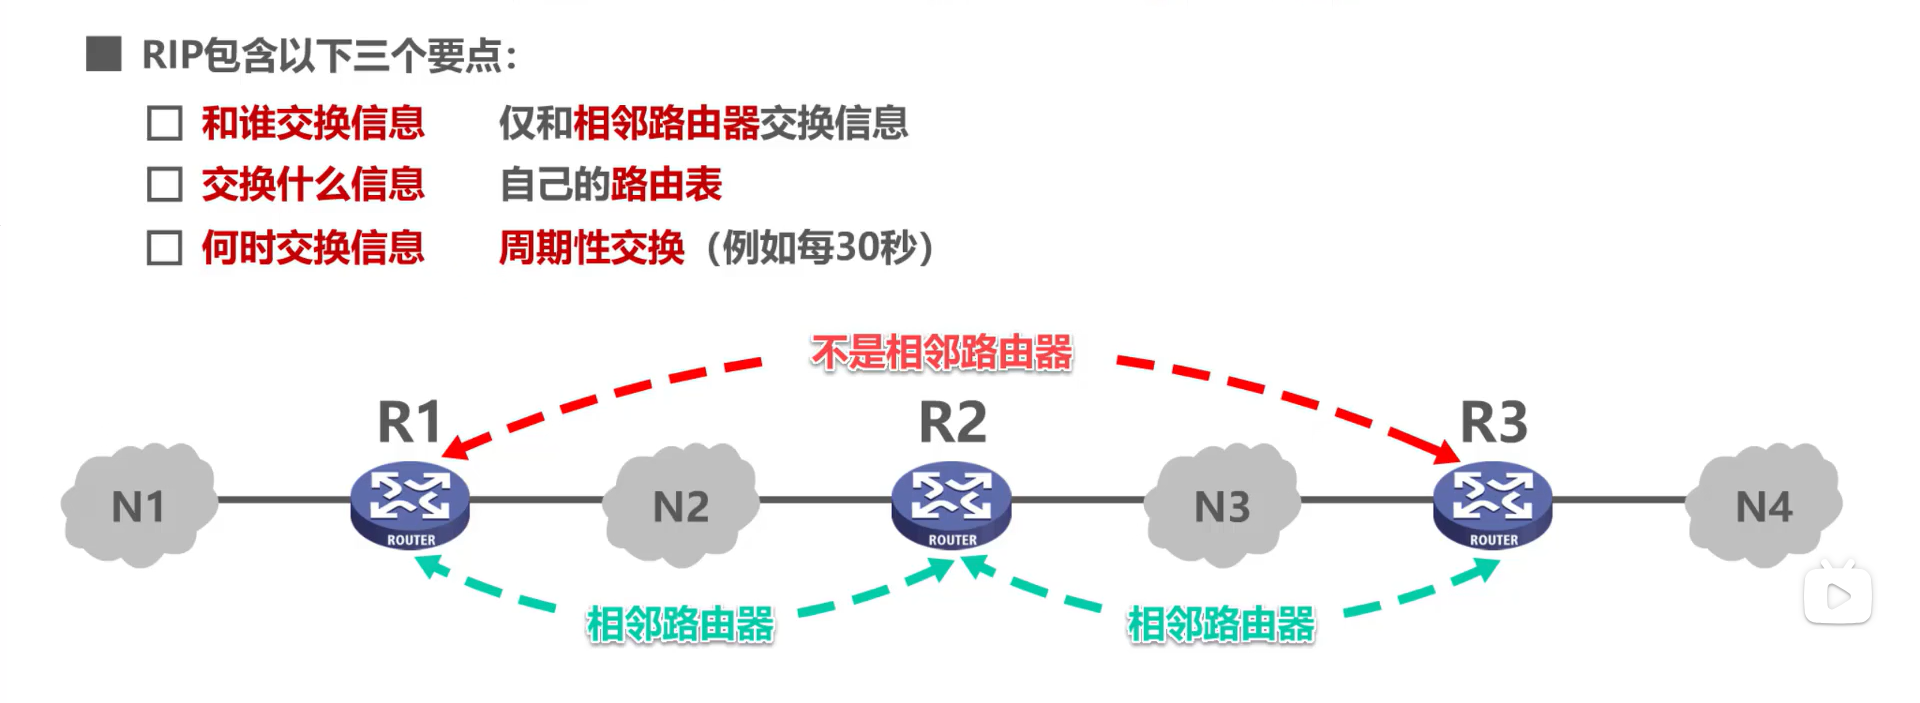 RIP包含以下三个要点：
和谁交换信息 仅和相邻路由器交换信息
交换什么信息 自己的路由表
何时交换信息 周期性交换（例如每30秒）
不是相邻路由器
R1 R2 R3
N1 N2 N3 N4
ROUTER ROUTER ROUTER
相邻路由器 相邻路由器